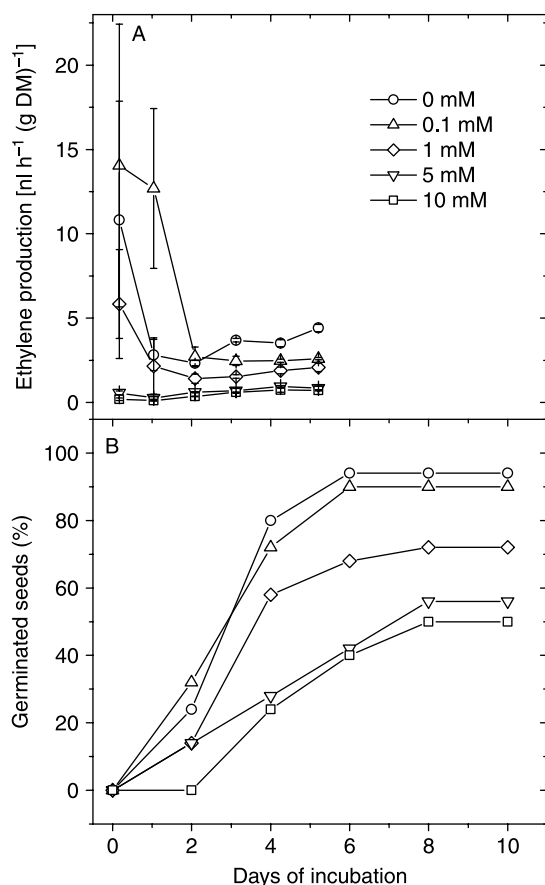 A
Ethylene production [nl h⁻¹ (g DM)⁻¹]
20
15
10
5
0
0 mM
0.1 mM
1 mM
5 mM
10 mM
B
Germinated seeds (%)
100
80
60
40
20
0
0 2 4 6 8 10
Days of incubation